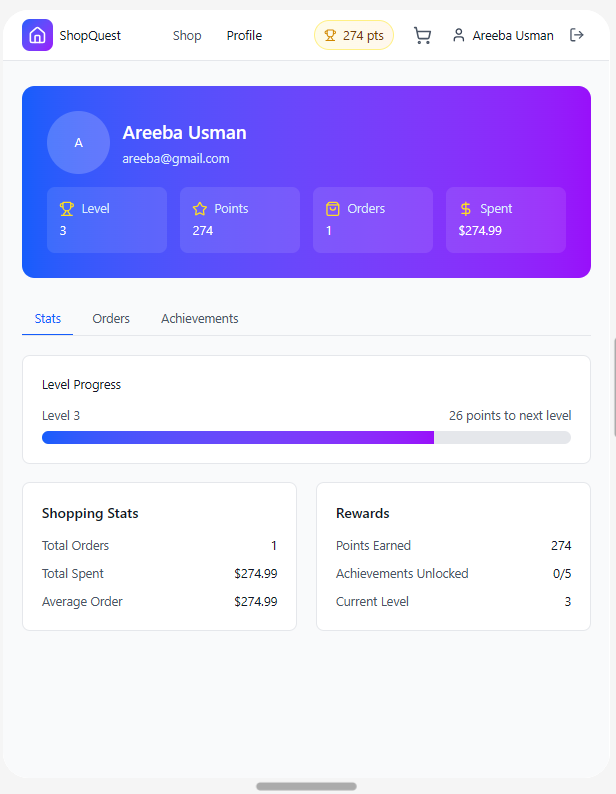 ShopQuest Shop Profile 274 pts Areeba Usman
A
Areeba Usman
areeba@gmail.com
Level Points Orders Spent
3 274 1 $274.99
Stats Orders Achievements
Level Progress
Level 3 26 points to next level
Shopping Stats
Total Orders 1
Total Spent $274.99
Average Order $274.99
Rewards
Points Earned 274
Achievements Unlocked 0/5
Current Level 3